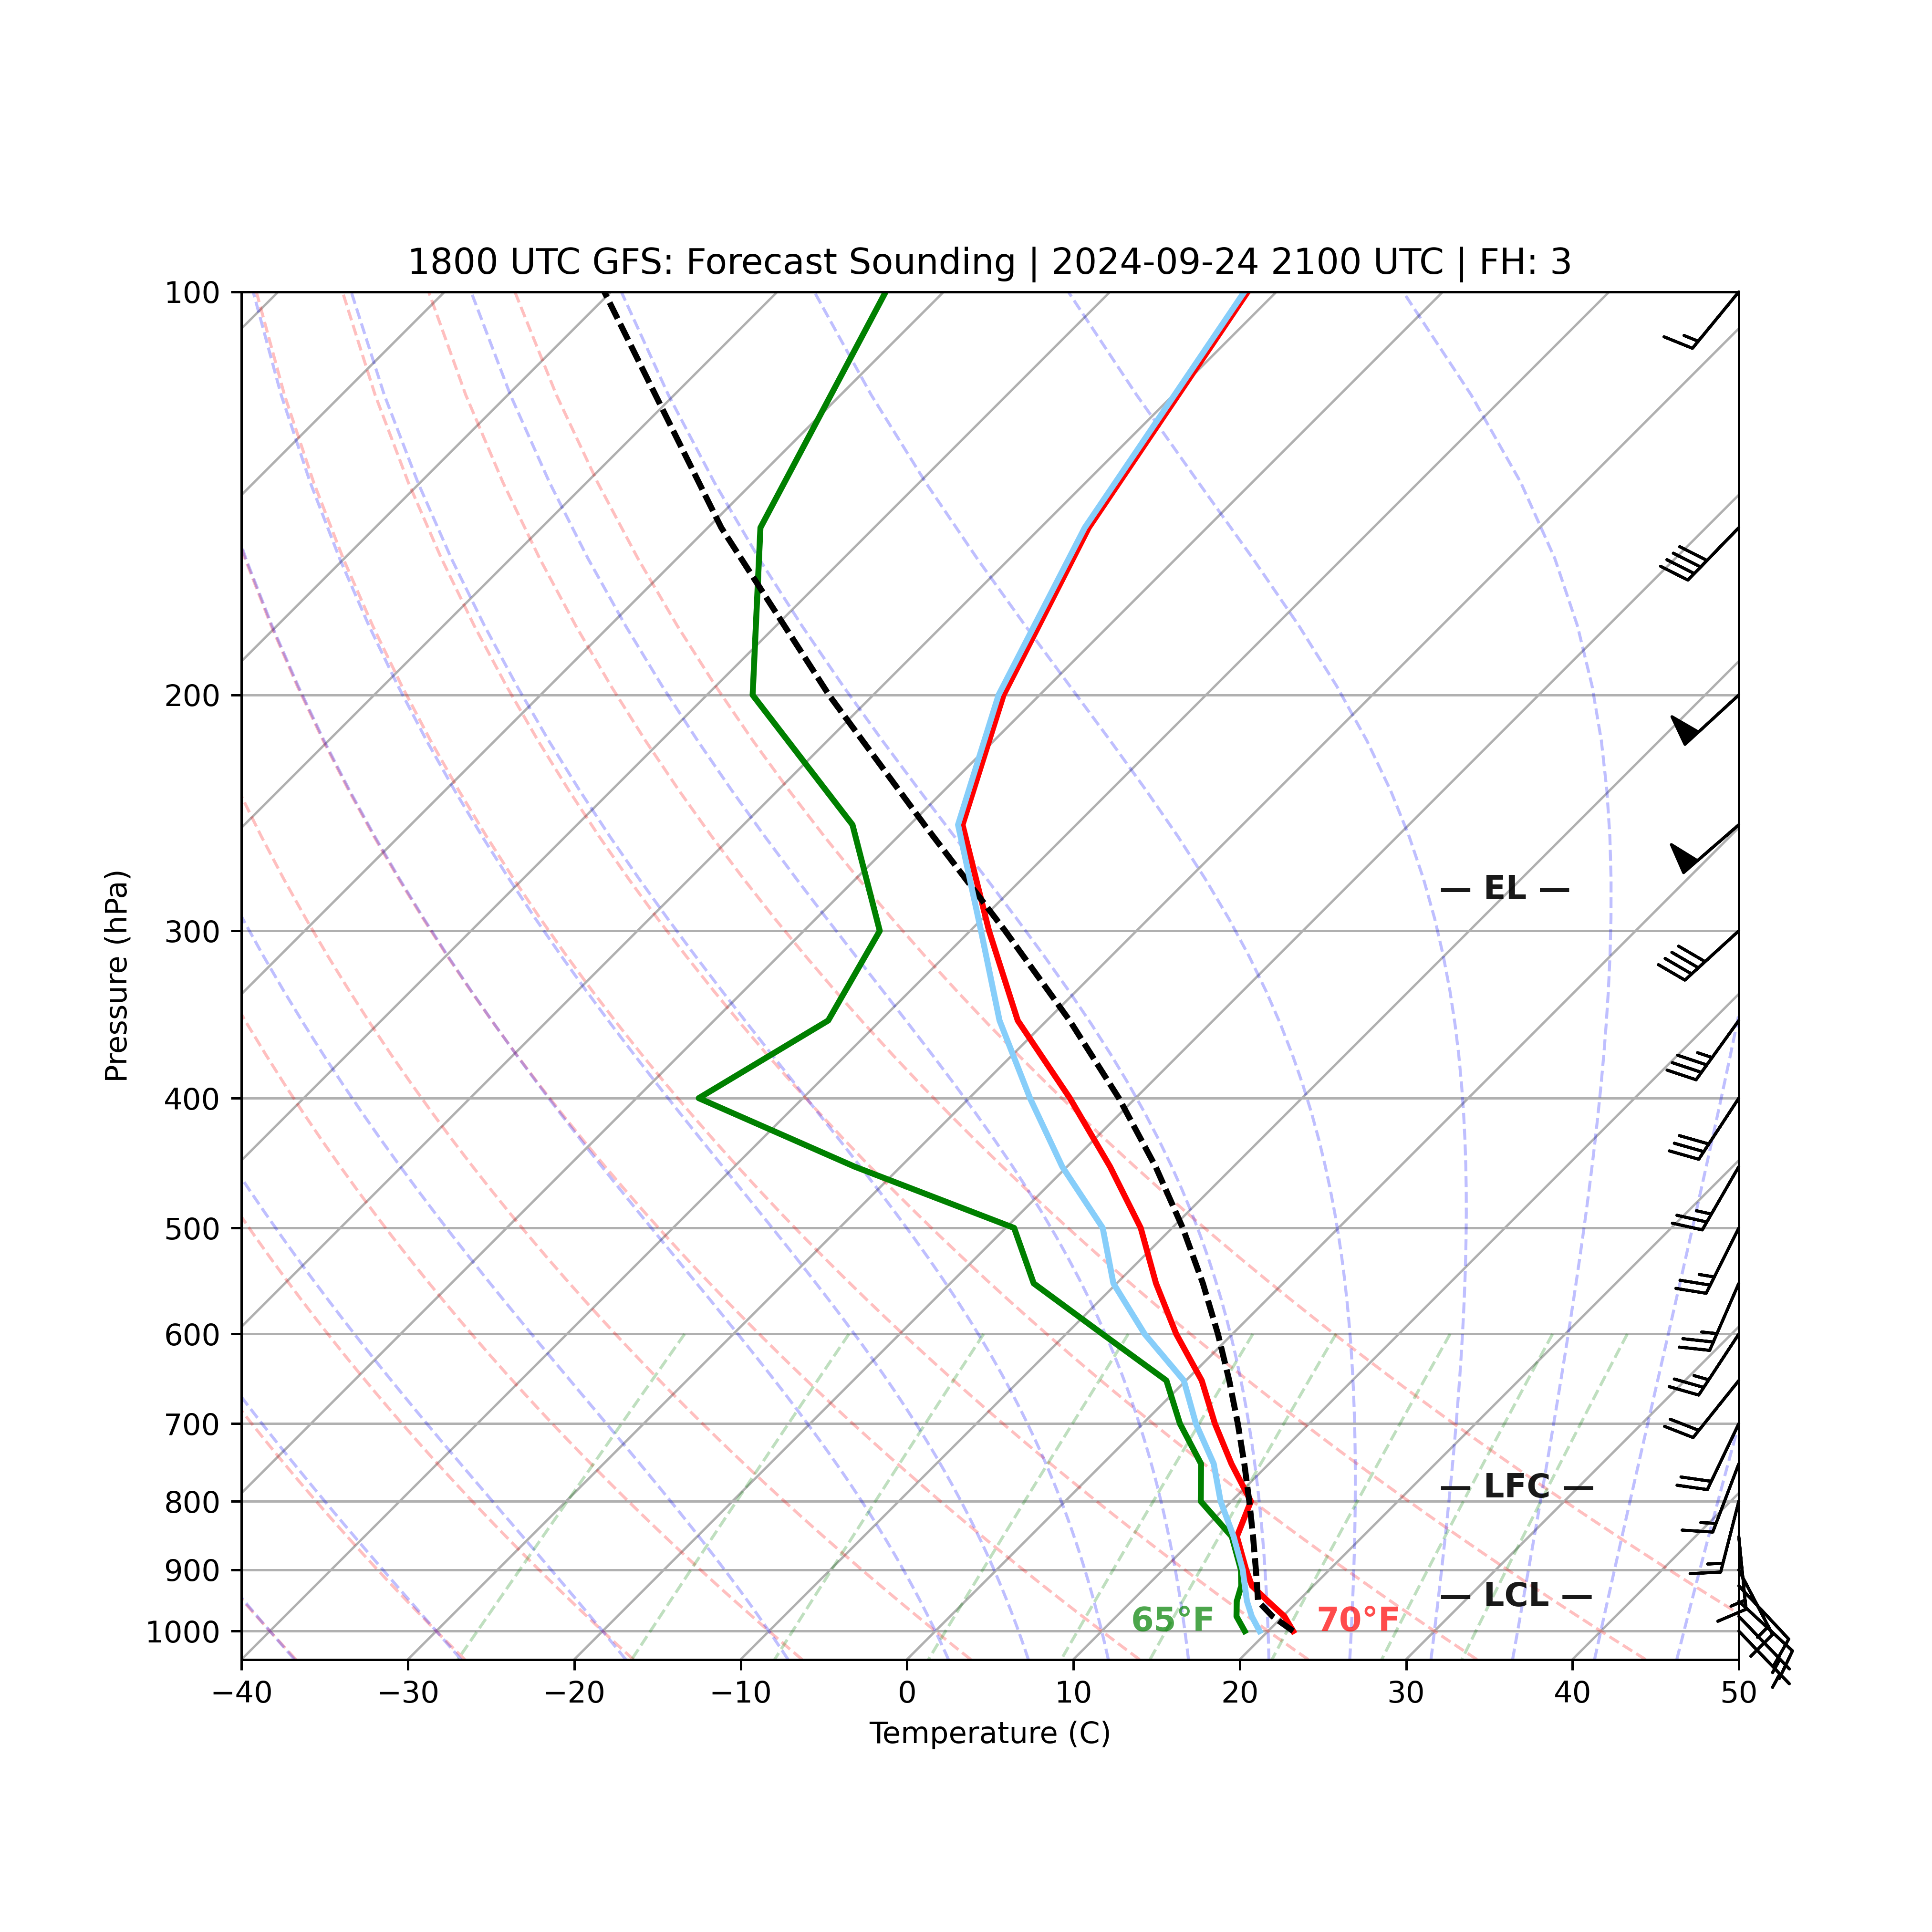 1800 UTC GFS: Forecast Sounding | 2024-09-24 2100 UTC | FH: 3
100
200
300
400
500
600
700
800
900
1000
Pressure (hPa)
— EL —
— LFC —
— LCL —
65°F
70°F
−40 −30 −20 −10 0 10 20 30 40 50
Temperature (C)